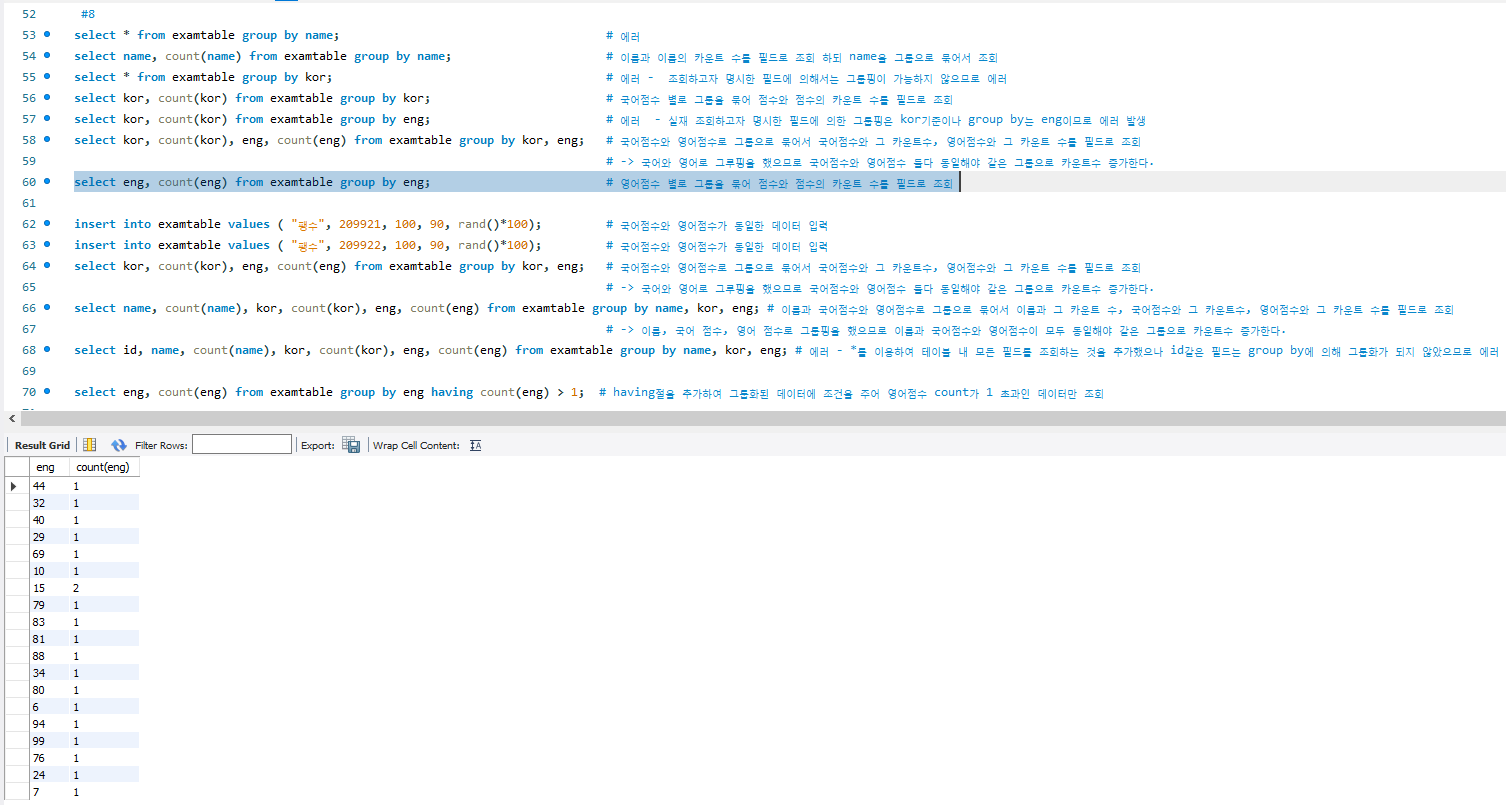 52 #8
53 select * from examtable group by name; # 에러
54 select name, count(name) from examtable group by name; # 이름과 이름의 카운트 수를 필드로 조회 하되 name을 그룹으로 묶어서 조회
55 select * from examtable group by kor; # 에러 - 조회하고자 명시한 필드에 의해서는 그룹핑이 가능하지 않으므로 에러
56 select kor, count(kor) from examtable group by kor; # 국어점수 별로 그룹을 묶어 점수와 점수의 카운트 수를 필드로 조회
57 select kor, count(kor) from examtable group by eng; # 에러 - 실재 조회하고자 명시한 필드에 의한 그룹핑은 kor기준이나 group by는 eng이므로 에러 발생
58 select kor, count(kor), eng, count(eng) from examtable group by kor, eng; # 국어점수와 영어점수로 그룹으로 묶어서 국어점수와 그 카운트수, 영어점수와 그 카운트 수를 필드로 조회
59 # -> 국어와 영어로 그루핑을 했으므로 국어점수와 영어점수 둘다 동일해야 같은 그룹으로 카운트수 증가한다.
60 select eng, count(eng) from examtable group by eng; # 영어점수 별로 그룹을 묶어 점수와 점수의 카운트 수를 필드로 조회
61
62 insert into examtable values ( "펭수", 209921, 100, 90, rand()*100); # 국어점수와 영어점수가 동일한 데이터 입력
63 insert into examtable values ( "펭수", 209922, 100, 90, rand()*100); # 국어점수와 영어점수가 동일한 데이터 입력
64 select kor, count(kor), eng, count(eng) from examtable group by kor, eng; # 국어점수와 영어점수로 그룹으로 묶어서 국어점수와 그 카운트수, 영어점수와 그 카운트 수를 필드로 조회
65 # -> 국어와 영어로 그루핑을 했으므로 국어점수와 영어점수 둘다 동일해야 같은 그룹으로 카운트수 증가한다.
66 select name, count(name), kor, count(kor), eng, count(eng) from examtable group by name, kor, eng; # 이름과 국어점수와 영어점수로 그룹으로 묶어서 이름과 그 카운트 수, 국어점수와 그 카운트수, 영어점수와 그 카운트 수를 필드로 조회
67 # -> 이름, 국어 점수, 영어 점수로 그룹핑을 했으므로 이름과 국어점수와 영어점수이 모두 동일해야 같은 그룹으로 카운트수 증가한다.
68 select id, name, count(name), kor, count(kor), eng, count(eng) from examtable group by name, kor, eng; # 에러 - *를 이용하여 테이블 내 모든 필드를 조회하는 것을 추가했으나 id같은 필드는 group by에 의해 그룹화가 되지 않았으므로 에러
69
70 select eng, count(eng) from examtable group by eng having count(eng) > 1; # having절을 추가하여 그룹화된 데이터에 조건을 주어 영어점수 count가 1 초과인 데이터만 조회
Result Grid Filter Rows: Export: Wrap Cell Content:
eng count(eng)
44 1
32 1
40 1
29 1
69 1
10 1
15 2
79 1
83 1
81 1
88 1
34 1
80 1
6 1
94 1
99 1
76 1
24 1
7 1